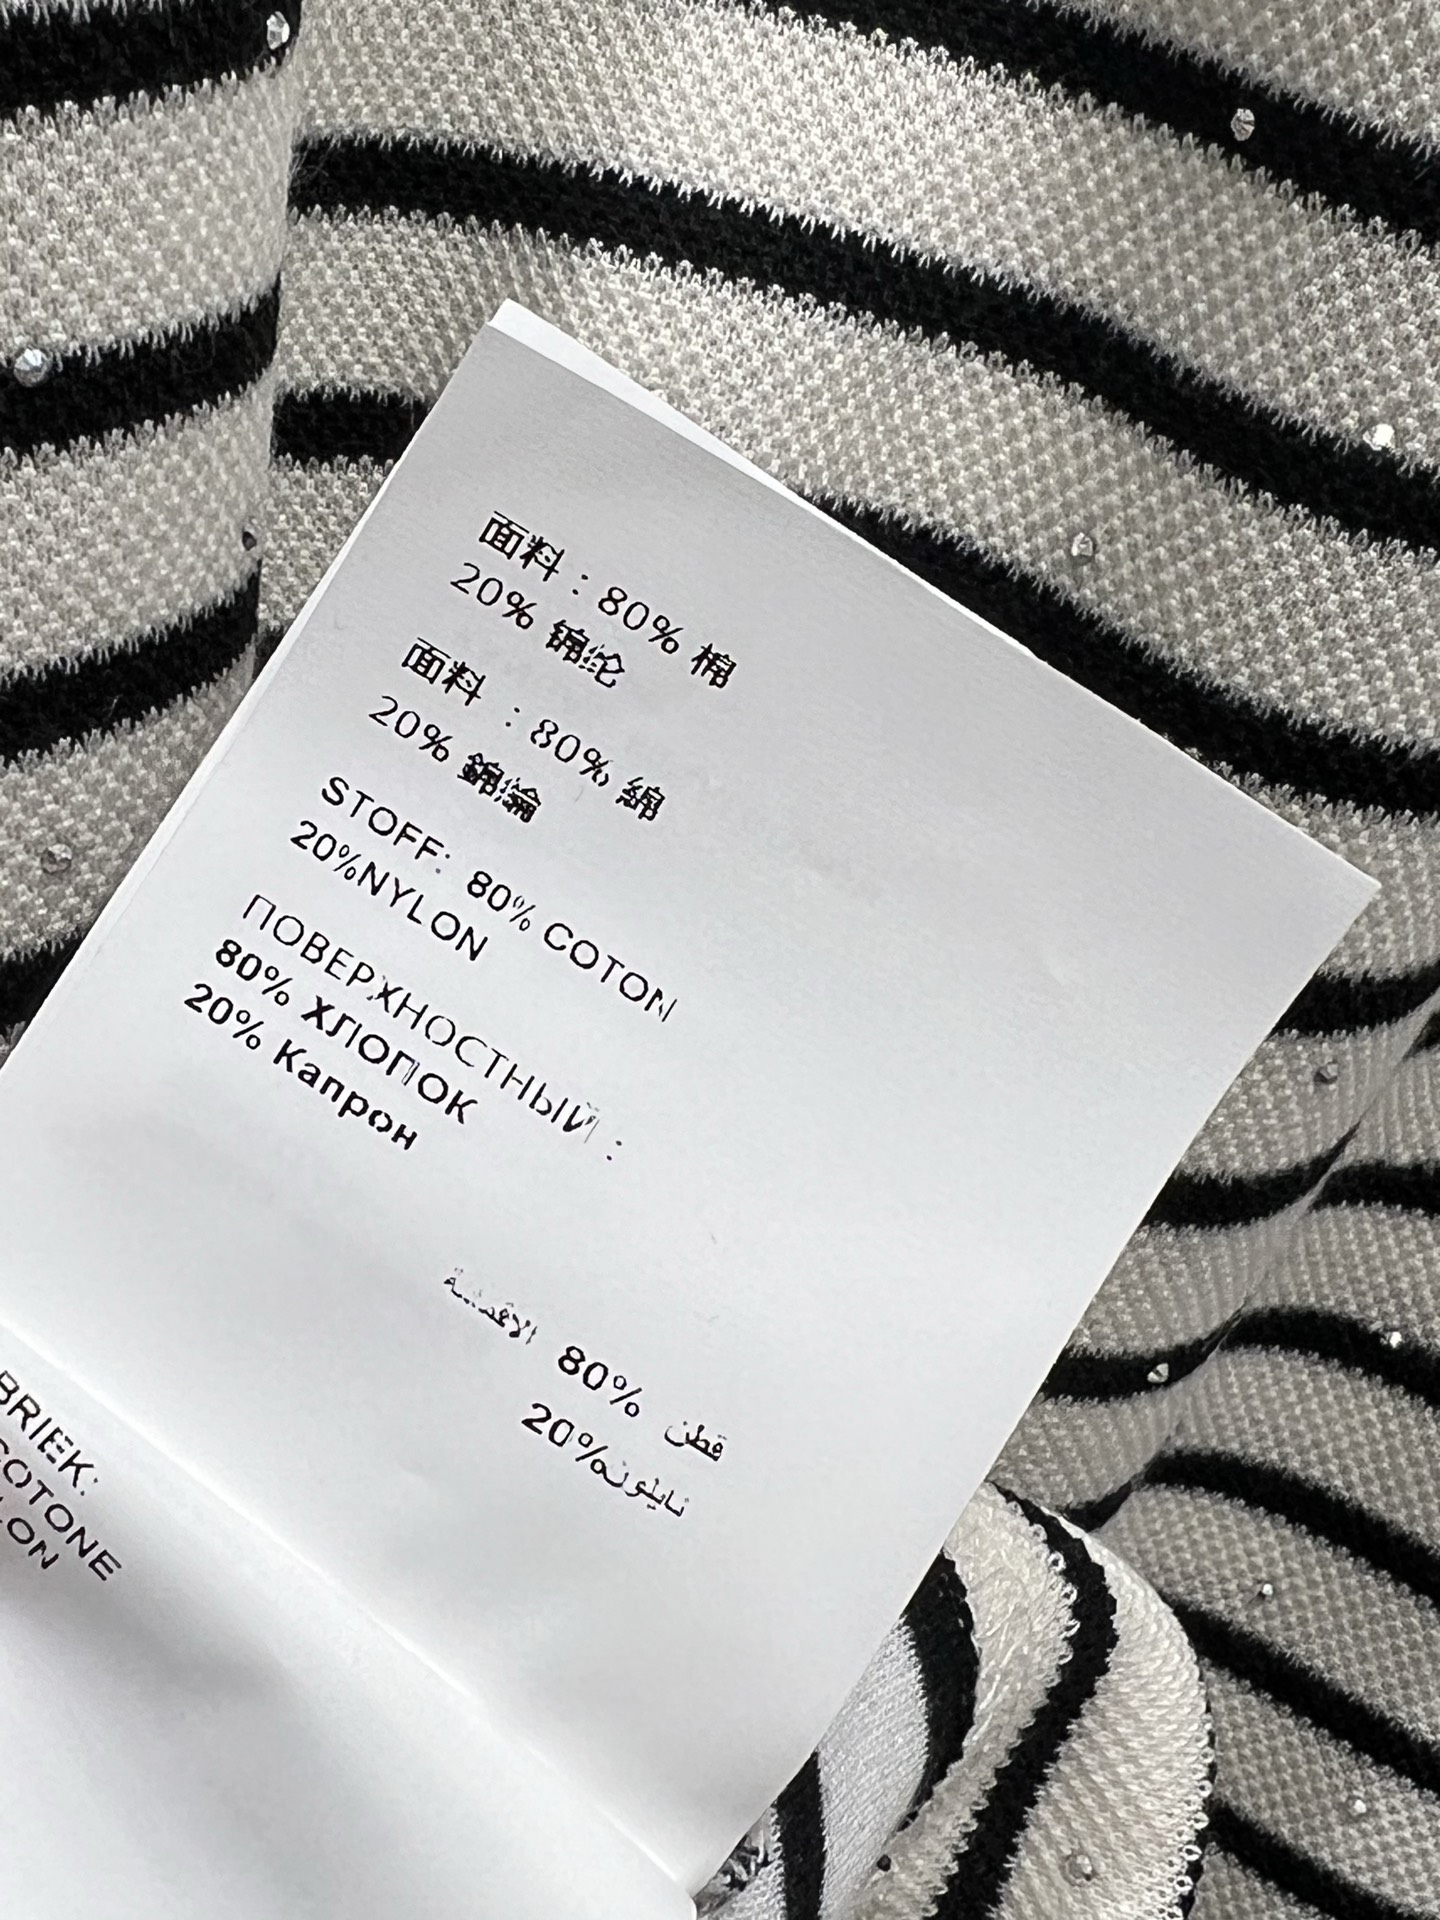 面料：80% 棉
20% 锦纶
面料：80% 綿
20% 錦綸
STOFF: 80% COTON
20%NYLON
ПОВЕРХНОСТНЫЙ :
80% ХЛОПОК
20% Капрон
الاقمشة 80% قطن
20%نايلونه
BRIEK:
COTONE
LON